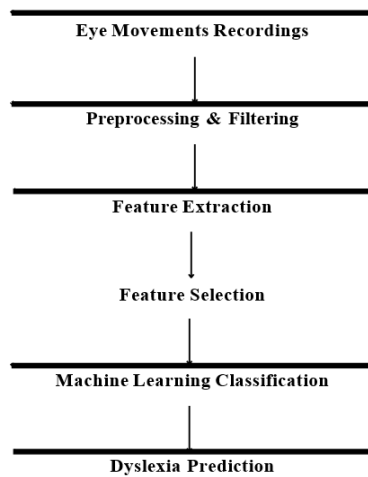 Eye Movements Recordings
Preprocessing & Filtering
Feature Extraction
Feature Selection
Machine Learning Classification
Dyslexia Prediction